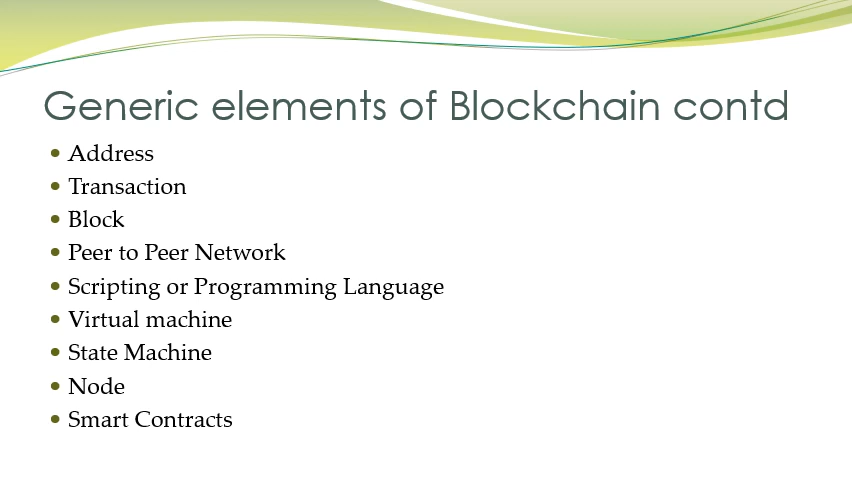 Generic elements of Blockchain contd
• Address
• Transaction
• Block
• Peer to Peer Network
• Scripting or Programming Language
• Virtual machine
• State Machine
• Node
• Smart Contracts